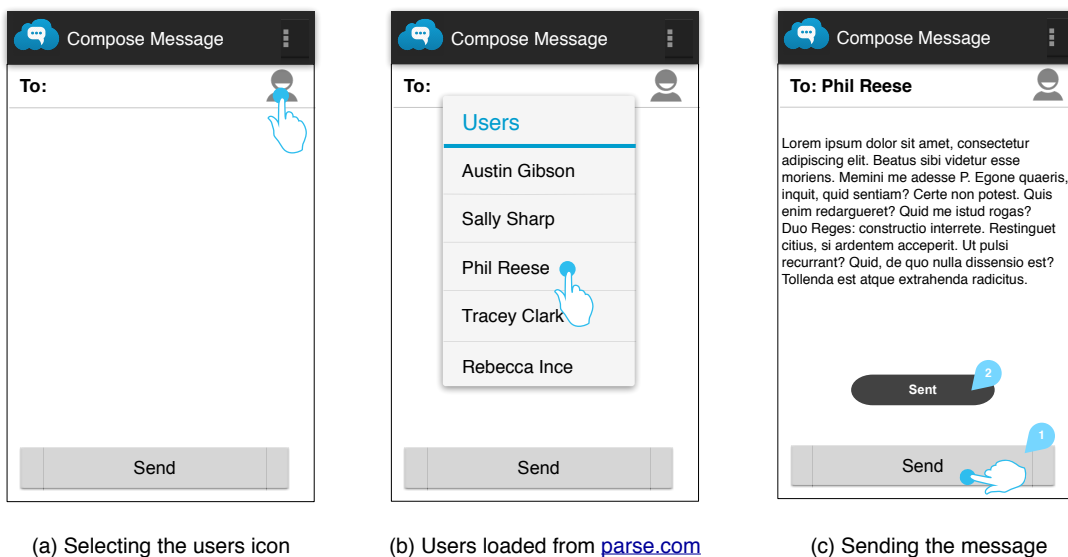 Compose Message
To:
Send
(a) Selecting the users icon
Compose Message
To:
Users
Austin Gibson
Sally Sharp
Phil Reese
Tracey Clark
Rebecca Ince
Send
(b) Users loaded from parse.com
Compose Message
To: Phil Reese
Lorem ipsum dolor sit amet, consectetur
adipiscing elit. Beatus sibi videtur esse
moriens. Memini me adesse P. Egone quaeris,
inquit, quid sentiam? Certe non potest. Quis
enim redargueret? Quid me istud rogas?
Duo Reges: constructio interrete. Restinguet
citius, si ardentem acceperit. Ut pulsi
recurrant? Quid, de quo nulla dissensio est?
Tollenda est atque extrahenda radicitus.
2
Sent
1
Send
(c) Sending the message